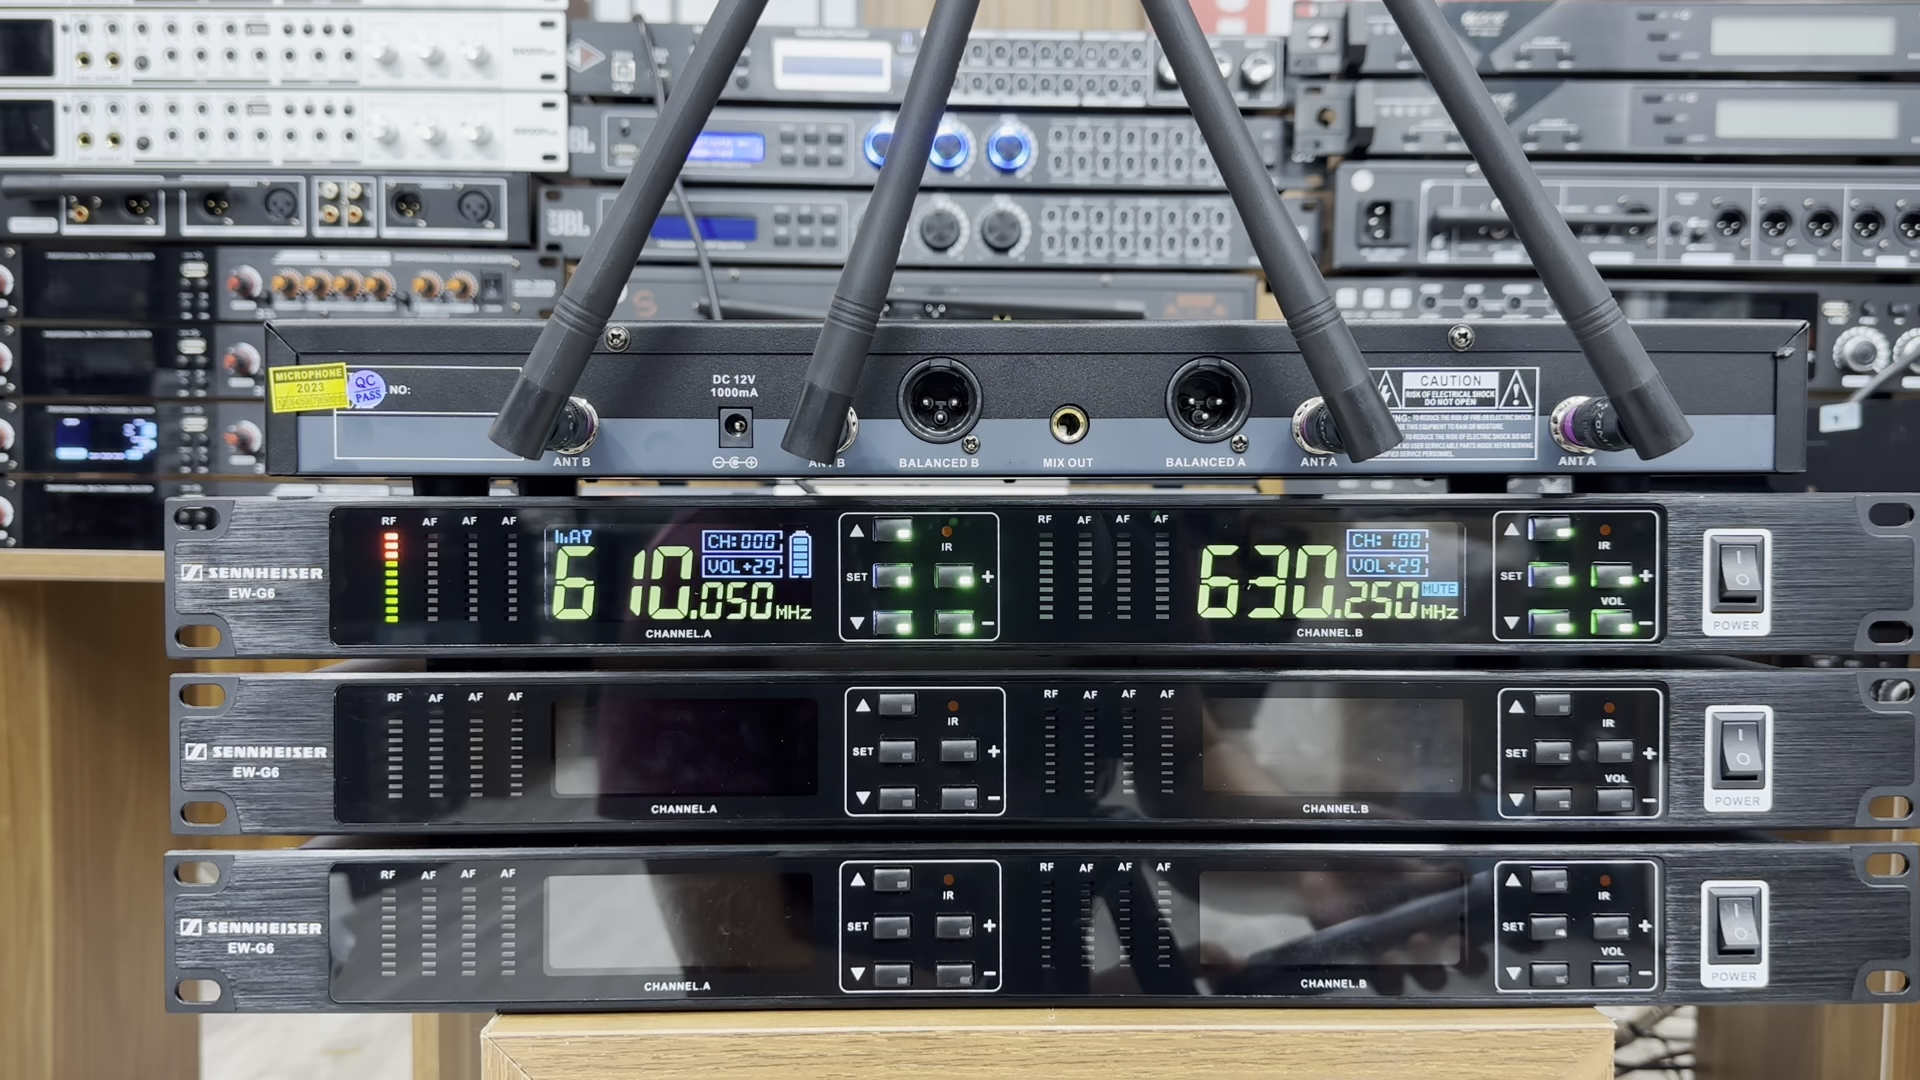 JBL
MICROPHONE
2023
QC
PASS
NO:
DC 12V
1000mA
CAUTION
RISK OF ELECTRICAL SHOCK
DO NOT OPEN
ANT B
ANT B
BALANCED B
MIX OUT
BALANCED A
ANT A
ANT A
RF AF AF AF
CH:000
VOL+29
610.050MHz
CHANNEL.A
SENNHEISER
EW-G6
IR
SET
+
-
RF AF AF AF
CH:100
VOL+29
MUTE
630.250MHz
CHANNEL.B
IR
SET
+
VOL
-
POWER
RF AF AF AF
SENNHEISER
EW-G6
CHANNEL.A
IR
SET
+
-
RF AF AF AF
CHANNEL.B
IR
SET
+
VOL
-
POWER
RF AF AF AF
SENNHEISER
EW-G6
CHANNEL.A
IR
SET
+
-
RF AF AF AF
CHANNEL.B
IR
SET
+
VOL
-
POWER